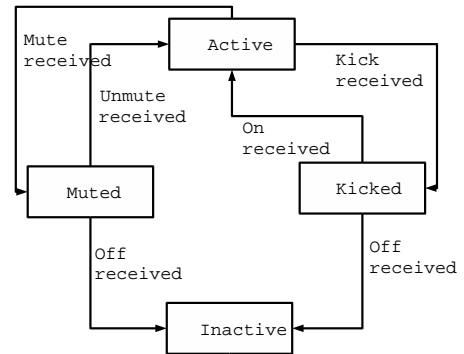 Active
Mute
received
Kick
received
Unmute
received
On
received
Muted
Kicked
Off
received
Off
received
Inactive